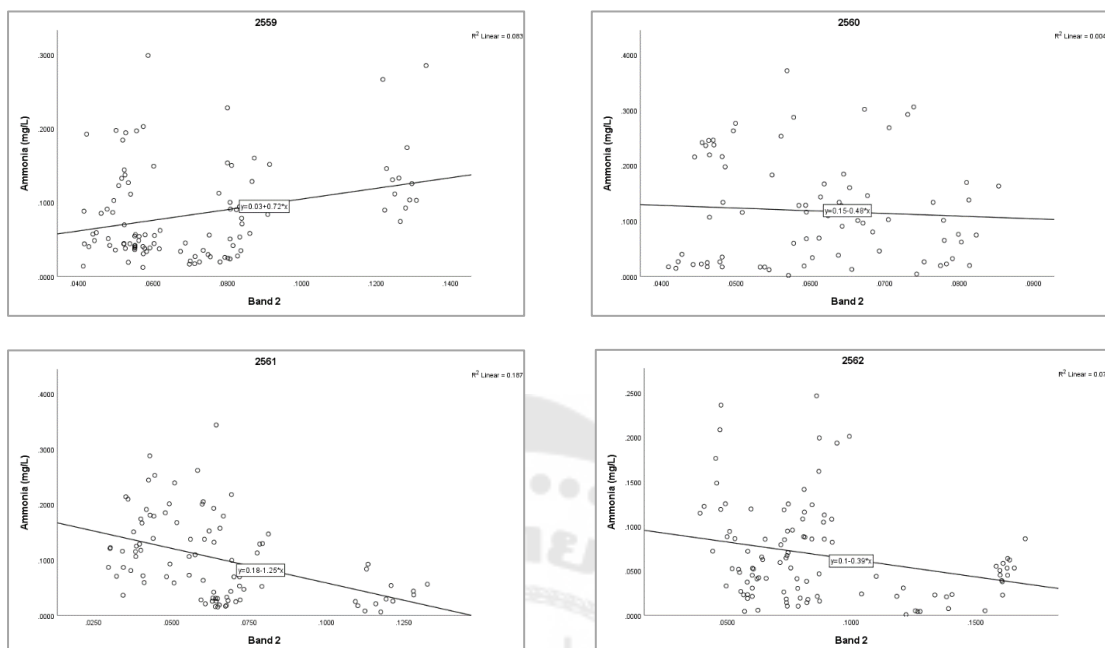 2559
R² Linear = 0.083
Ammonia (mg/L)
.3000
.2000
.1000
.0000
y=0.03+0.72*x
.0400 .0600 .0800 .1000 .1200 .1400
Band 2
2560
R² Linear = 0.004
Ammonia (mg/L)
.4000
.3000
.2000
.1000
.0000
y=0.15-0.48*x
.0400 .0500 .0600 .0700 .0800 .0900
Band 2
2561
R² Linear = 0.187
Ammonia (mg/L)
.4000
.3000
.2000
.1000
.0000
y=0.18-1.25*x
.0250 .0500 .0750 .1000 .1250
Band 2
2562
R² Linear = 0.07
Ammonia (mg/L)
.2500
.2000
.1500
.1000
.0500
.0000
y=0.1-0.39*x
.0500 .1000 .1500
Band 2